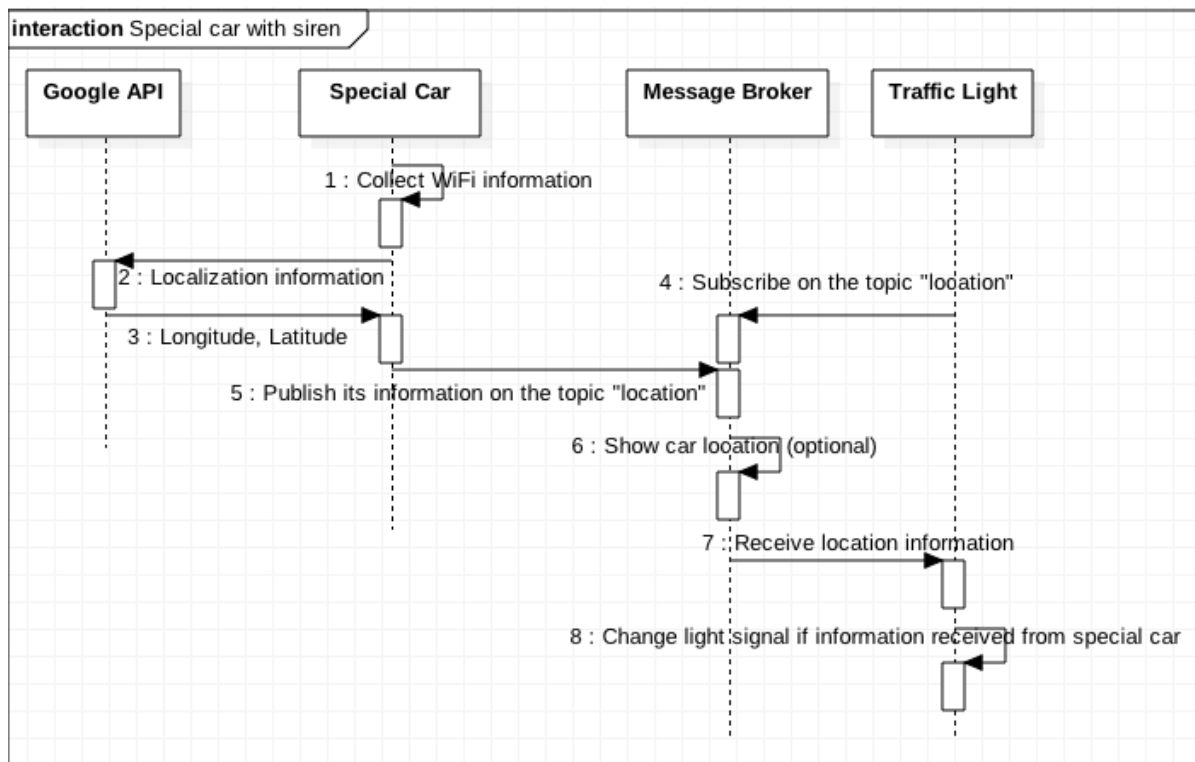 interaction Special car with siren
Google API
Special Car
Message Broker
Traffic Light
1 : Collect WiFi information
2 : Localization information
4 : Subscribe on the topic "location"
3 : Longitude, Latitude
5 : Publish its information on the topic "location"
6 : Show car location (optional)
7 : Receive location information
8 : Change light signal if information received from special car